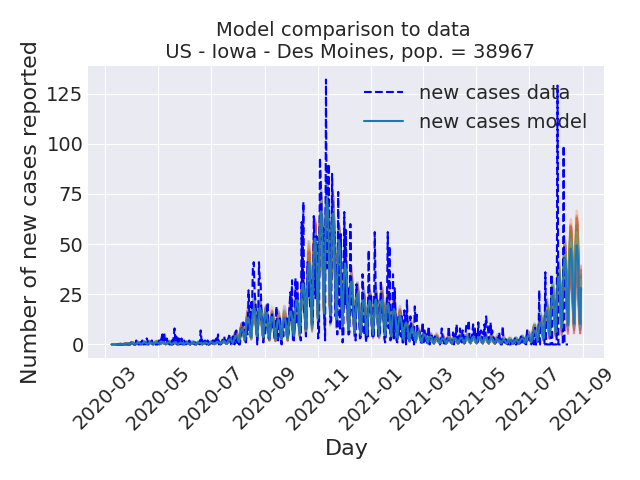 Model comparison to data
US - Iowa - Des Moines, pop. = 38967
Number of new cases reported
125
100
75
50
25
0
new cases data
new cases model
2020-03
2020-05
2020-07
2020-09
2020-11
2021-01
2021-03
2021-05
2021-07
2021-09
Day